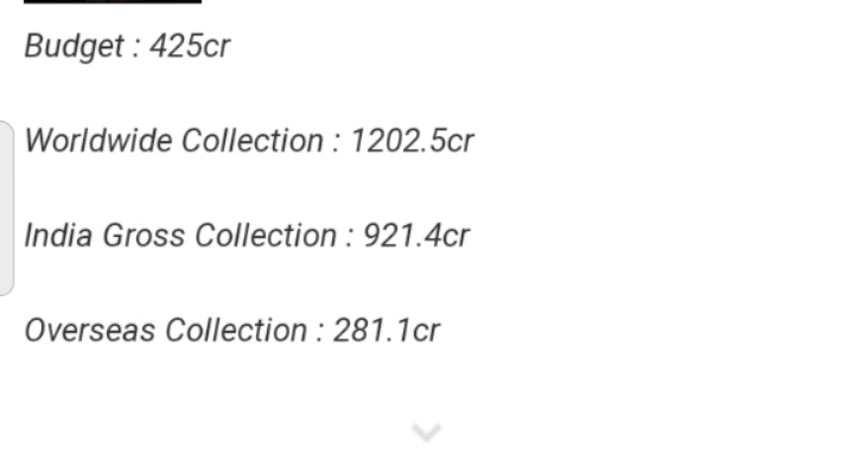 Budget : 425cr
Worldwide Collection : 1202.5cr
India Gross Collection : 921.4cr
Overseas Collection : 281.1cr